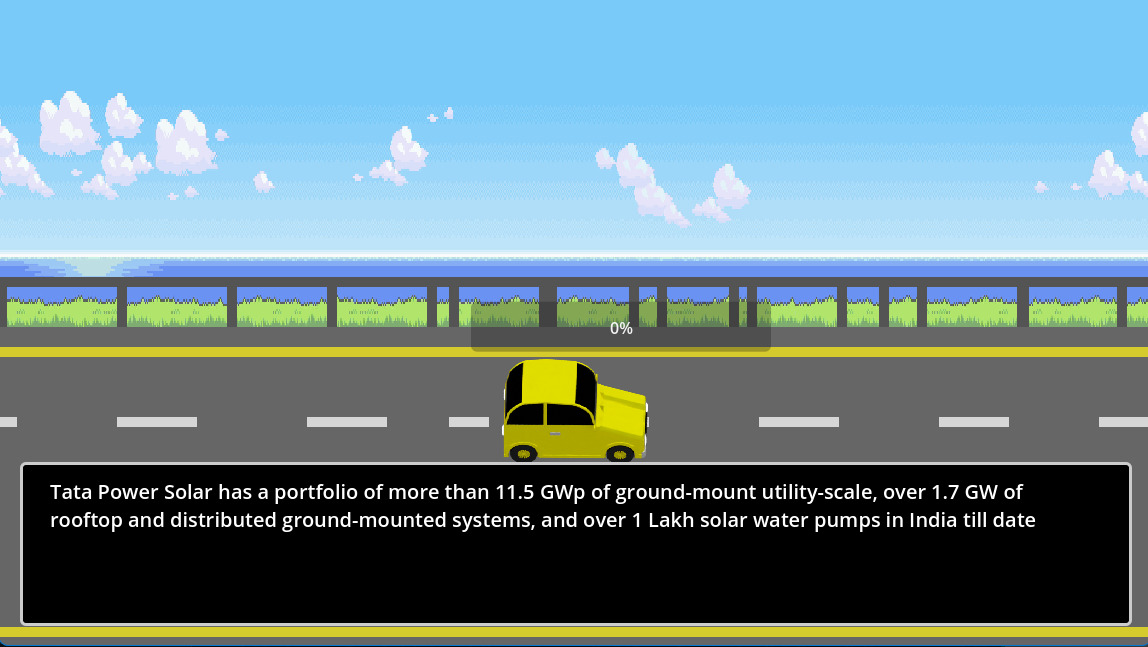 0%
Tata Power Solar has a portfolio of more than 11.5 GWp of ground-mount utility-scale, over 1.7 GW of
rooftop and distributed ground-mounted systems, and over 1 Lakh solar water pumps in India till date